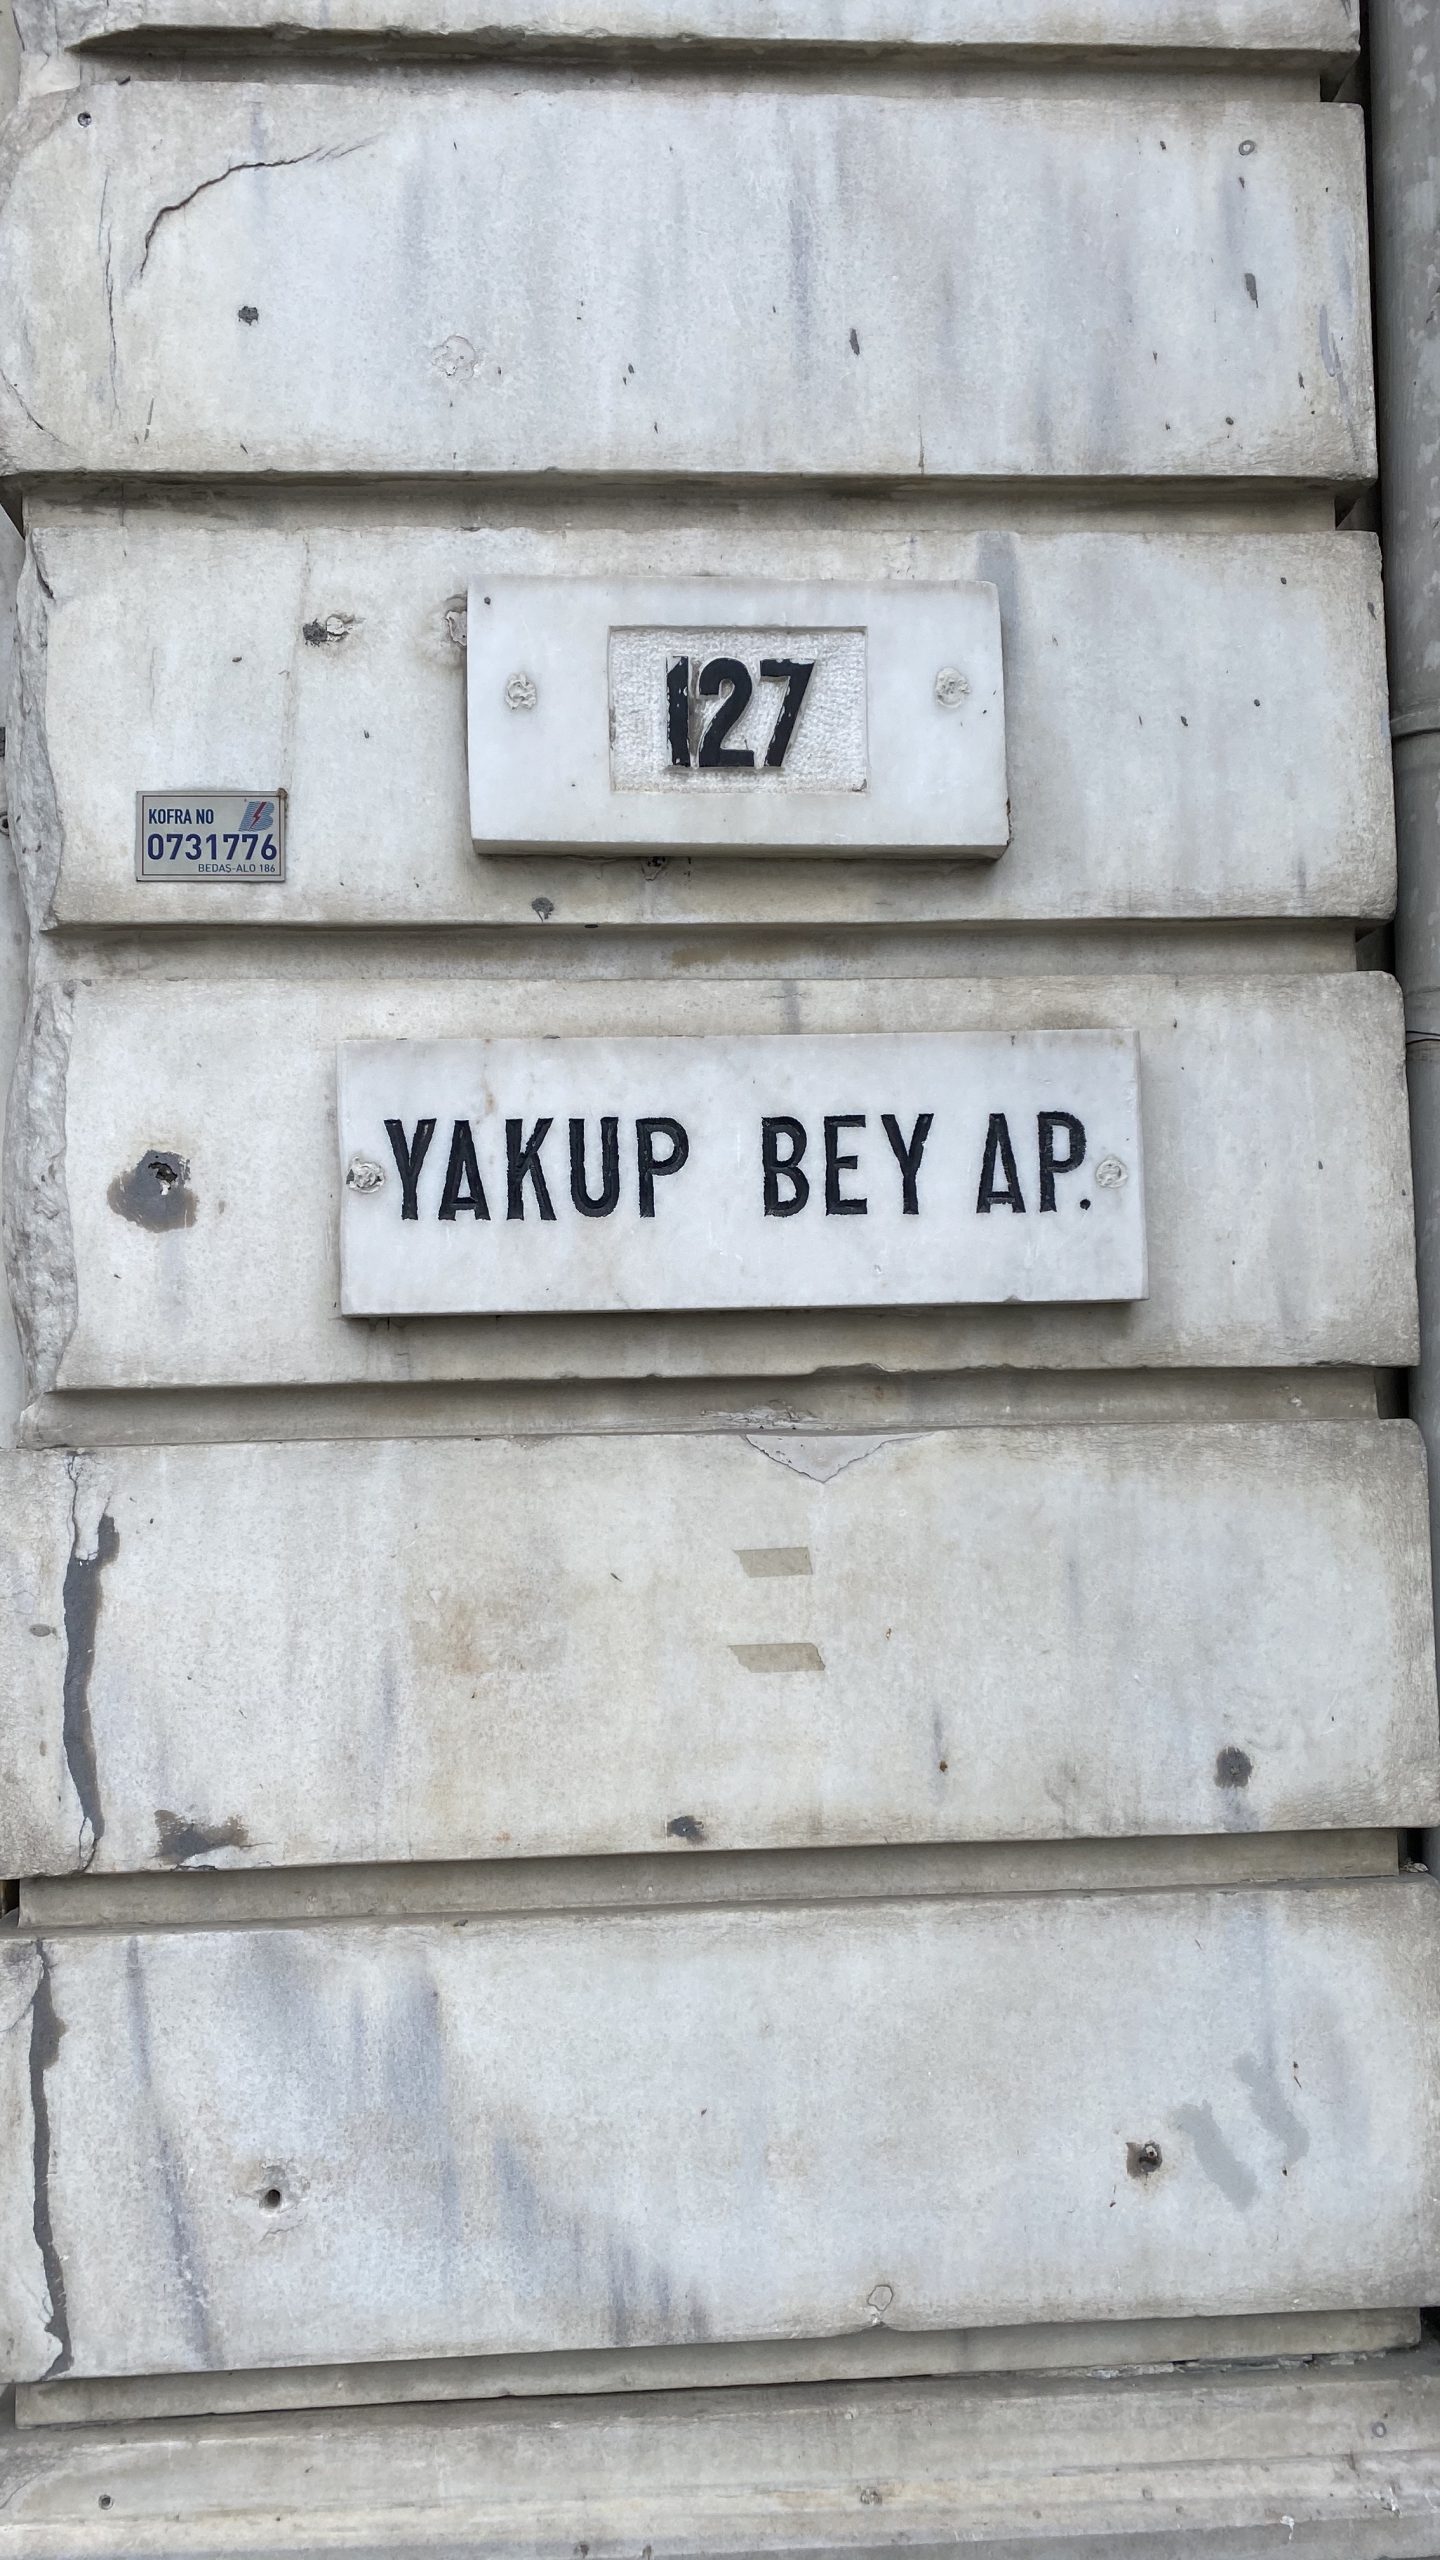 127
KOFRA NO
0731776
BEDAŞ-ALO 186
YAKUP BEY AP.